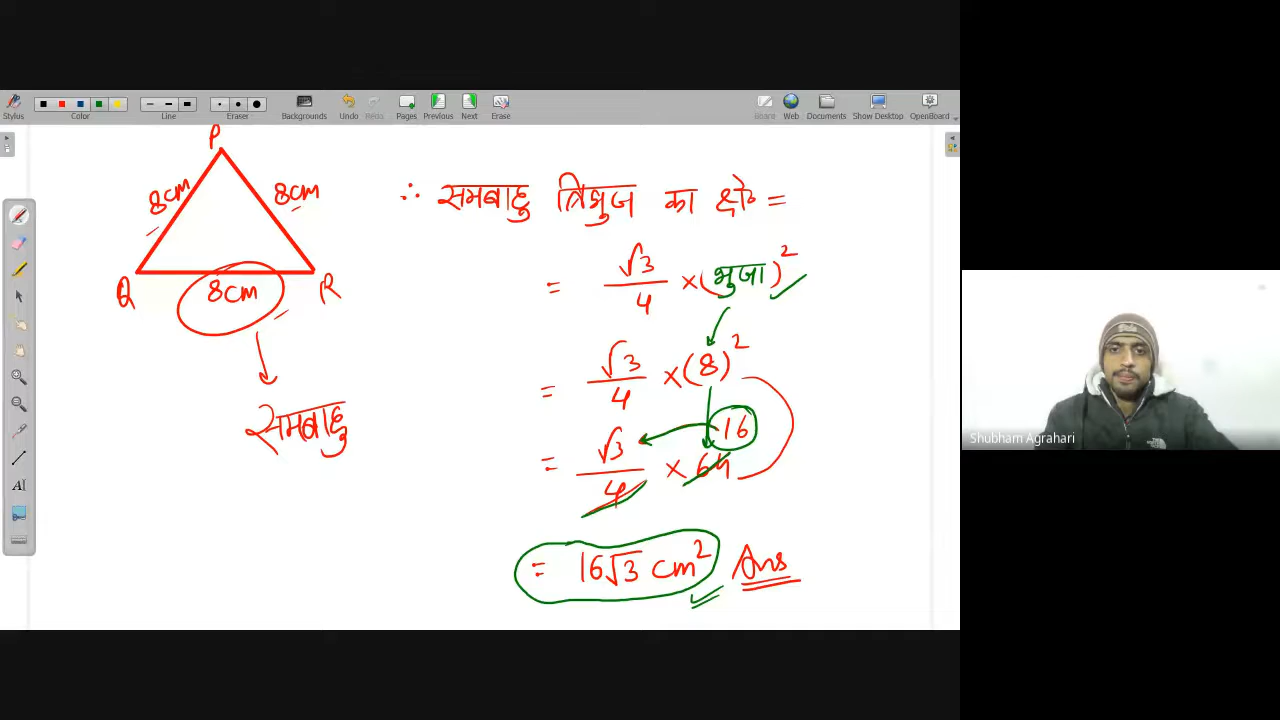 Stylus Color Line Eraser Backgrounds Undo Redo Pages Previous Next Erase Board Web Documents Show Desktop OpenBoard
P
8cm 8cm
Q 8cm R
समबाहु
∴ समबाहु त्रिभुज का क्षे० =
= √3/4 × (भुजा)²
= √3/4 × (8)²
16
= √3/4 × 64
= 16√3 cm² Ans
Shubham Agrahari